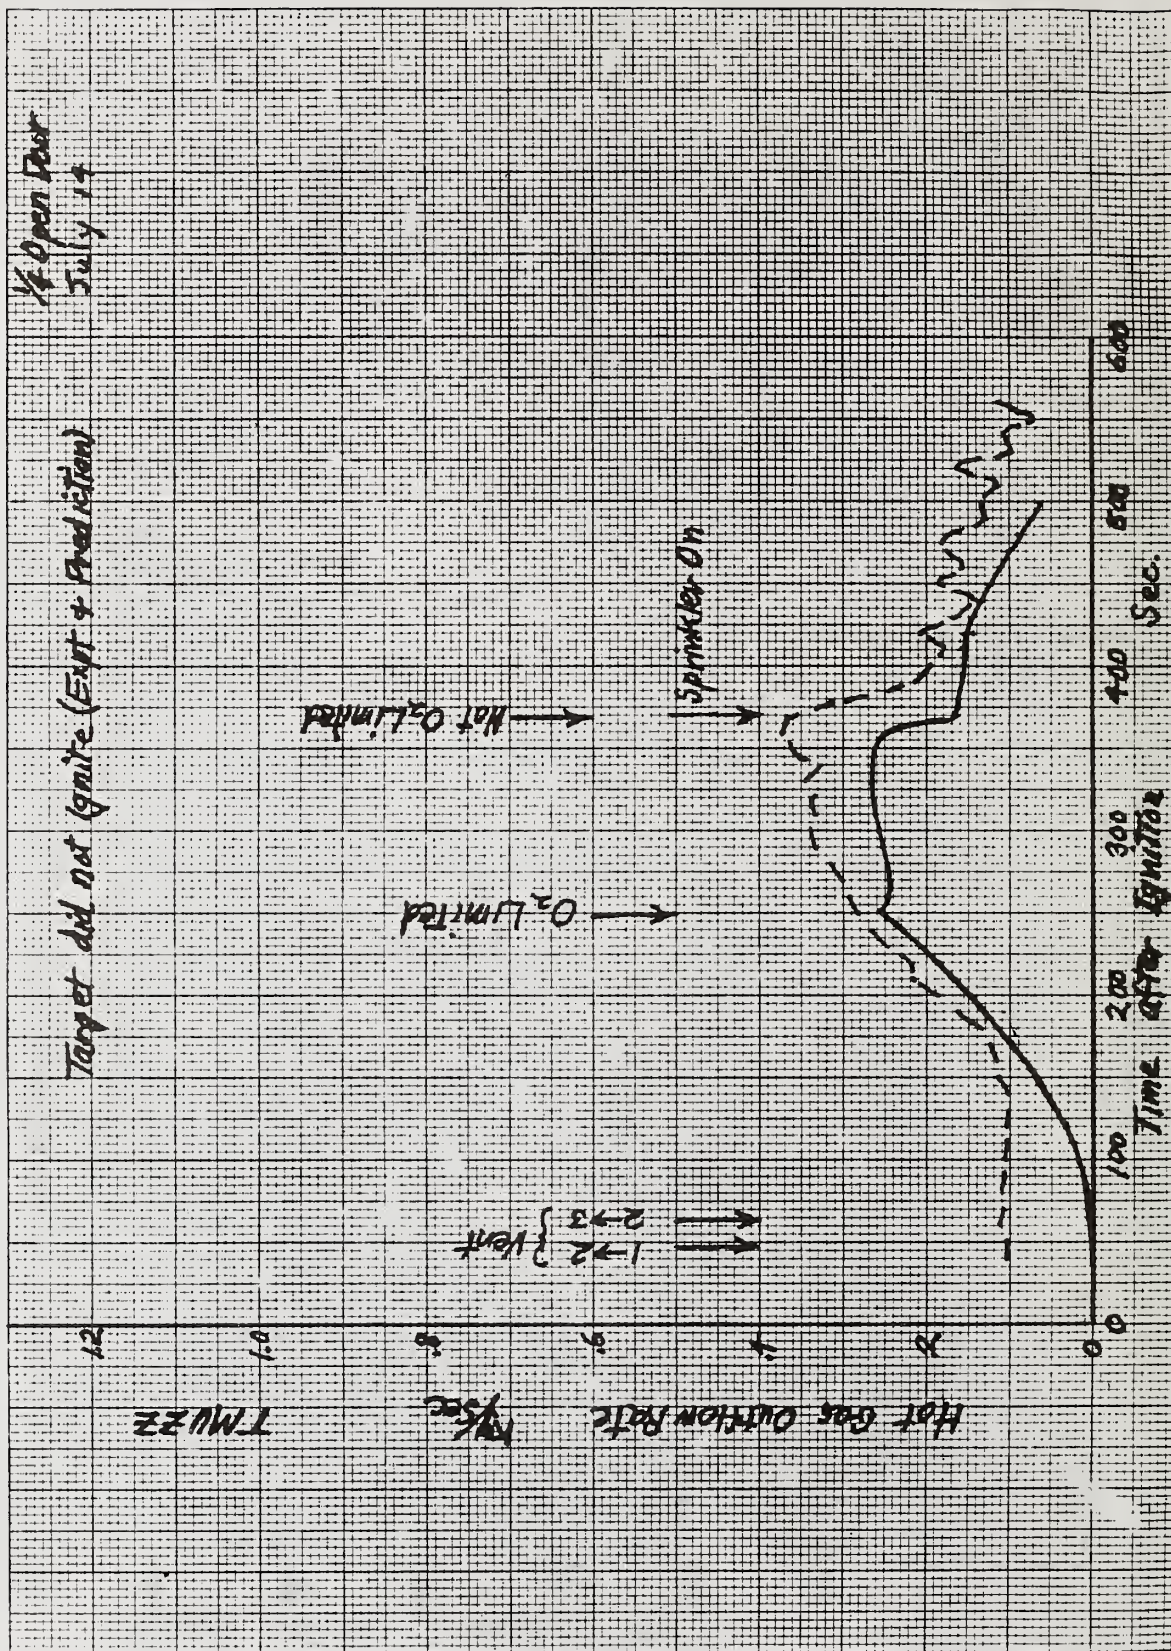 1/4 Open Door
July 14
Target did not ignite (Expt & Prediction)
Not O2 Limited
O2 Limited
Sprinkler On
Vent
1→2
2→3
TMUZZ
Kg/Sec
Hot Gas Outflow Rate
1.2
1.0
.8
.6
.4
.2
0
0 100 200 300 400 500 600
Time after Ignition Sec.